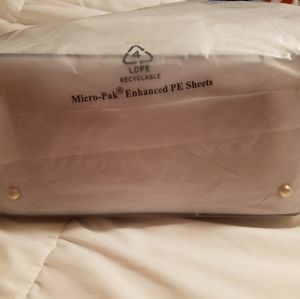 4
LDPE
RECYCLABLE
Micro-Pak® Enhanced PE Sheets